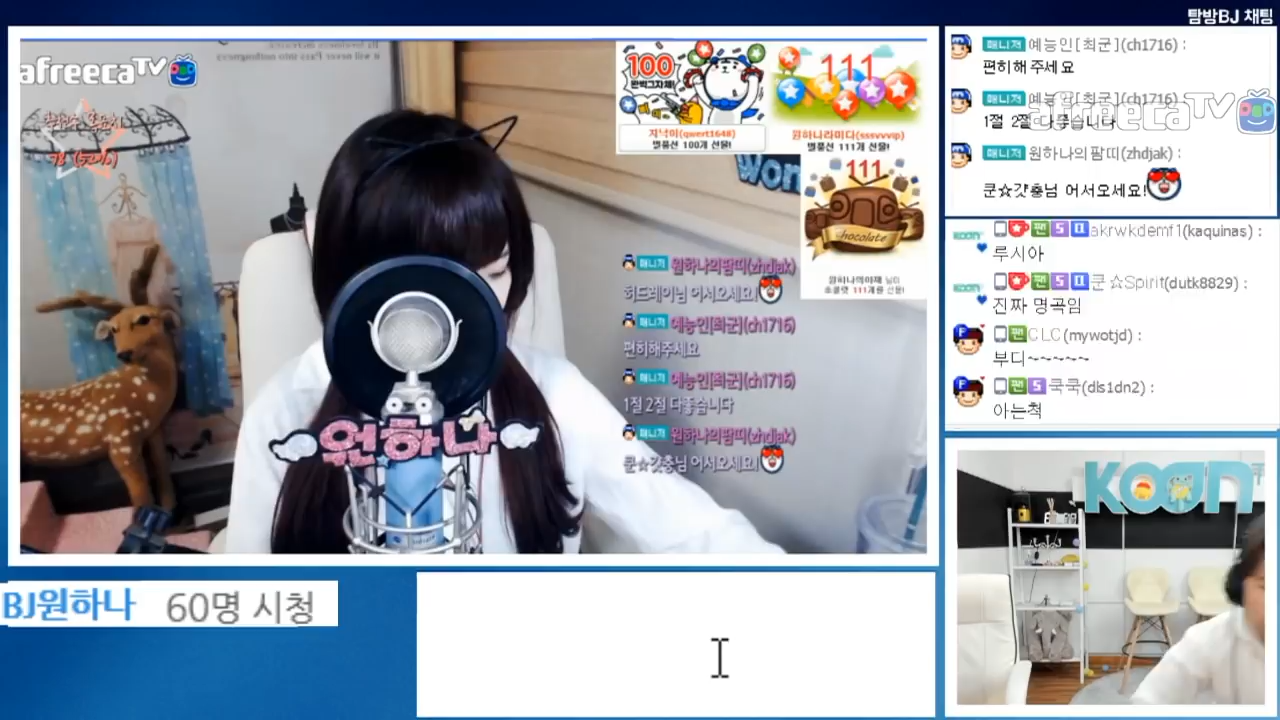 탐방BJ 채팅
afreecaTV
100
지낙이(qwert1648)
별풍선 100개 선물!
111
원하나라미다(sssvvvip)
별풍선 111개 선물!
Won
111
chocolate
초콜릿 111개를 선물!
매니저 원하나의팜띠(zhdjak)
허드레이님 어서오세요!
매니저 예능인[최군](ch1716)
편히해주세요
매니저 예능인[최군](ch1716)
1절 2절 다좋습니다
매니저 원하나의팜띠(zhdjak)
쿤☆갓충님 어서오세요!
원하나
매니저 예능인[최군](ch1716) :
편히해주세요
매니저 예능인[최군](ch1716)
1절 2절 다좋습니다
afreecaTV
매니저 원하나의팜띠(zhdjak) :
쿤☆갓충님 어서오세요!
팬 S akrwkdemf1(kaquinas) :
루시아
팬 S 쿤☆Spirit(dutk8829) :
진짜 명곡임
팬 CLC(mywotjd) :
부디~~~~~
팬 S 쿡쿡(dls1dn2) :
아는척
KOON
BJ원하나 60명 시청